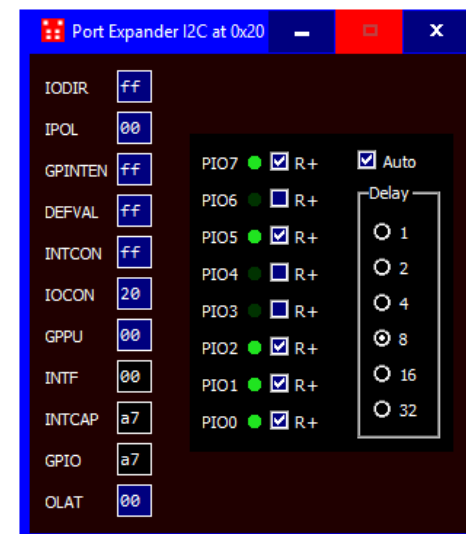 Port Expander I2C at 0x20
IODIR ff
IPOL 00
GPINTEN ff
DEFVAL ff
INTCON ff
IOCON 20
GPPU 00
INTF 00
INTCAP a7
GPIO a7
OLAT 00
PIO7 R+
PIO6 R+
PIO5 R+
PIO4 R+
PIO3 R+
PIO2 R+
PIO1 R+
PIO0 R+
Auto
Delay
1
2
4
8
16
32